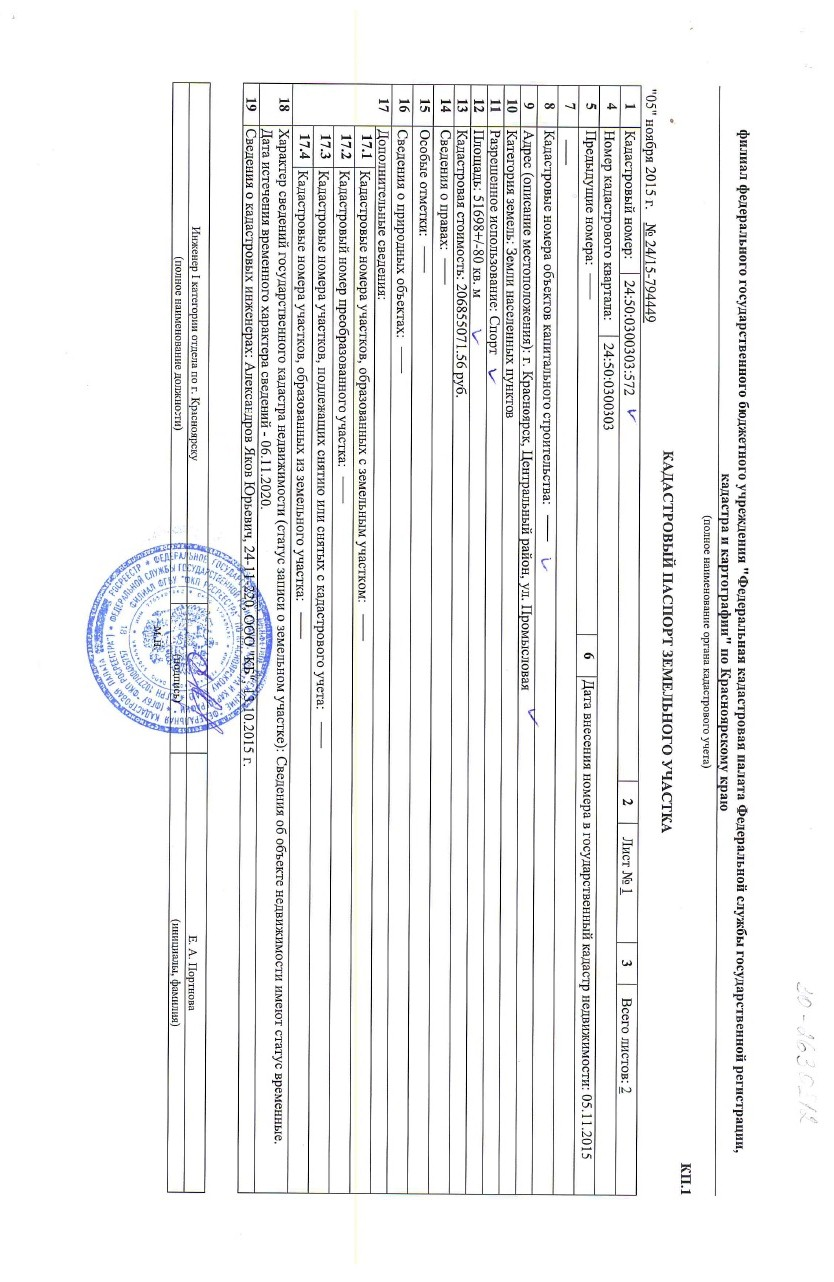 филиал федерального государственного бюджетного учреждения "Федеральная кадастровая палата Федеральной службы государственной регистрации,
кадастра и картографии" по Красноярскому краю
(полное наименование органа кадастрового учета)
КП.1
КАДАСТРОВЫЙ ПАСПОРТ ЗЕМЕЛЬНОГО УЧАСТКА
"05" ноября 2015 г. № 24/15-794449
1 Кадастровый номер: 24:50:0300303:572 2 Лист № 1 3 Всего листов: 2
4 Номер кадастрового квартала: 24:50:0300303
5 Предыдущие номера: —— 6 Дата внесения номера в государственный кадастр недвижимости: 05.11.2015
7 ——
8 Кадастровые номера объектов капитального строительства: ——
9 Адрес (описание местоположения): г. Красноярск, Центральный район, ул. Промысловая
10 Категория земель: Земли населенных пунктов
11 Разрешенное использование: Спорт
12 Площадь: 51698+/-80 кв. м
13 Кадастровая стоимость: 206855071.56 руб.
14 Сведения о правах: ——
15 Особые отметки: ——
16 Сведения о природных объектах: ——
17 Дополнительные сведения:
17.1 Кадастровые номера участков, образованных с земельным участком: ——
17.2 Кадастровый номер преобразованного участка: ——
17.3 Кадастровые номера участков, подлежащих снятию или снятых с кадастрового учета: ——
17.4 Кадастровые номера участков, образованных из земельного участка: ——
18 Характер сведений государственного кадастра недвижимости (статус записи о земельном участке): Сведения об объекте недвижимости имеют статус временные.
Дата истечения временного характера сведений - 06.11.2020.
19 Сведения о кадастровых инженерах: Александров Яков Юрьевич, 24-11-220, ООО "КБ", 13.10.2015 г.
Инженер I категории отдела по г. Красноярску Е. А. Портнова
(полное наименование должности) М.П. (подпись) (инициалы, фамилия)